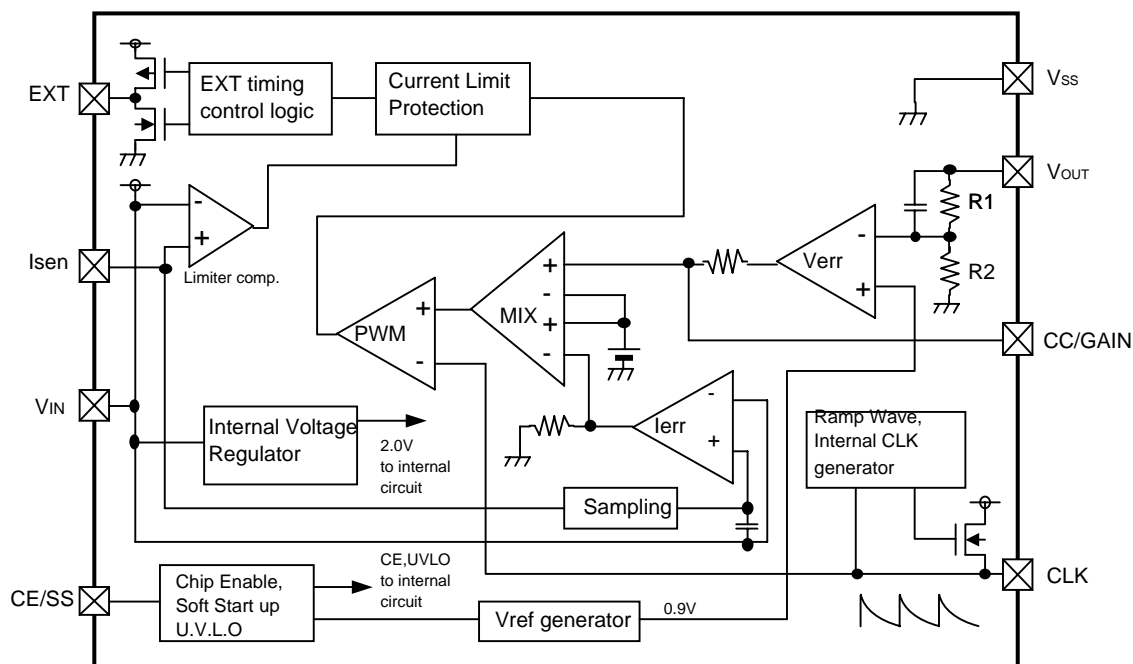 EXT
EXT timing
control logic
Current Limit
Protection
VSS
VOUT
R1
R2
-
+
Limiter comp.
Isen
-
+
Verr
+
-
+
-
MIX
+
-
PWM
CC/GAIN
VIN
Internal Voltage
Regulator
2.0V
to internal
circuit
-
+
Ierr
Ramp Wave,
Internal CLK
generator
Sampling
CE/SS
Chip Enable,
Soft Start up
U.V.L.O
CE,UVLO
to internal
circuit
Vref generator
0.9V
CLK